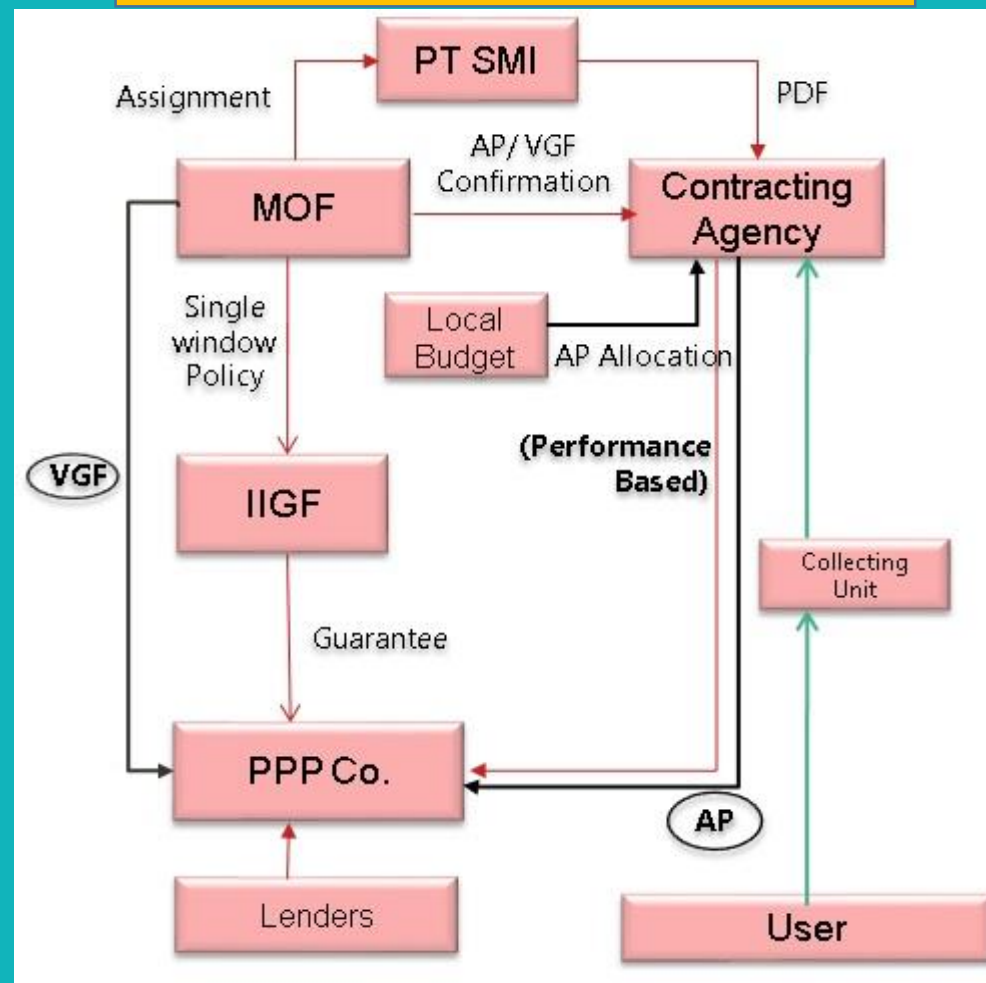 PT SMI
Assignment
PDF
AP/ VGF
Confirmation
MOF
Contracting
Agency
Single
window
Policy
Local
Budget
AP Allocation
(Performance
Based)
VGF
IIGF
Collecting
Unit
Guarantee
PPP Co.
AP
Lenders
User